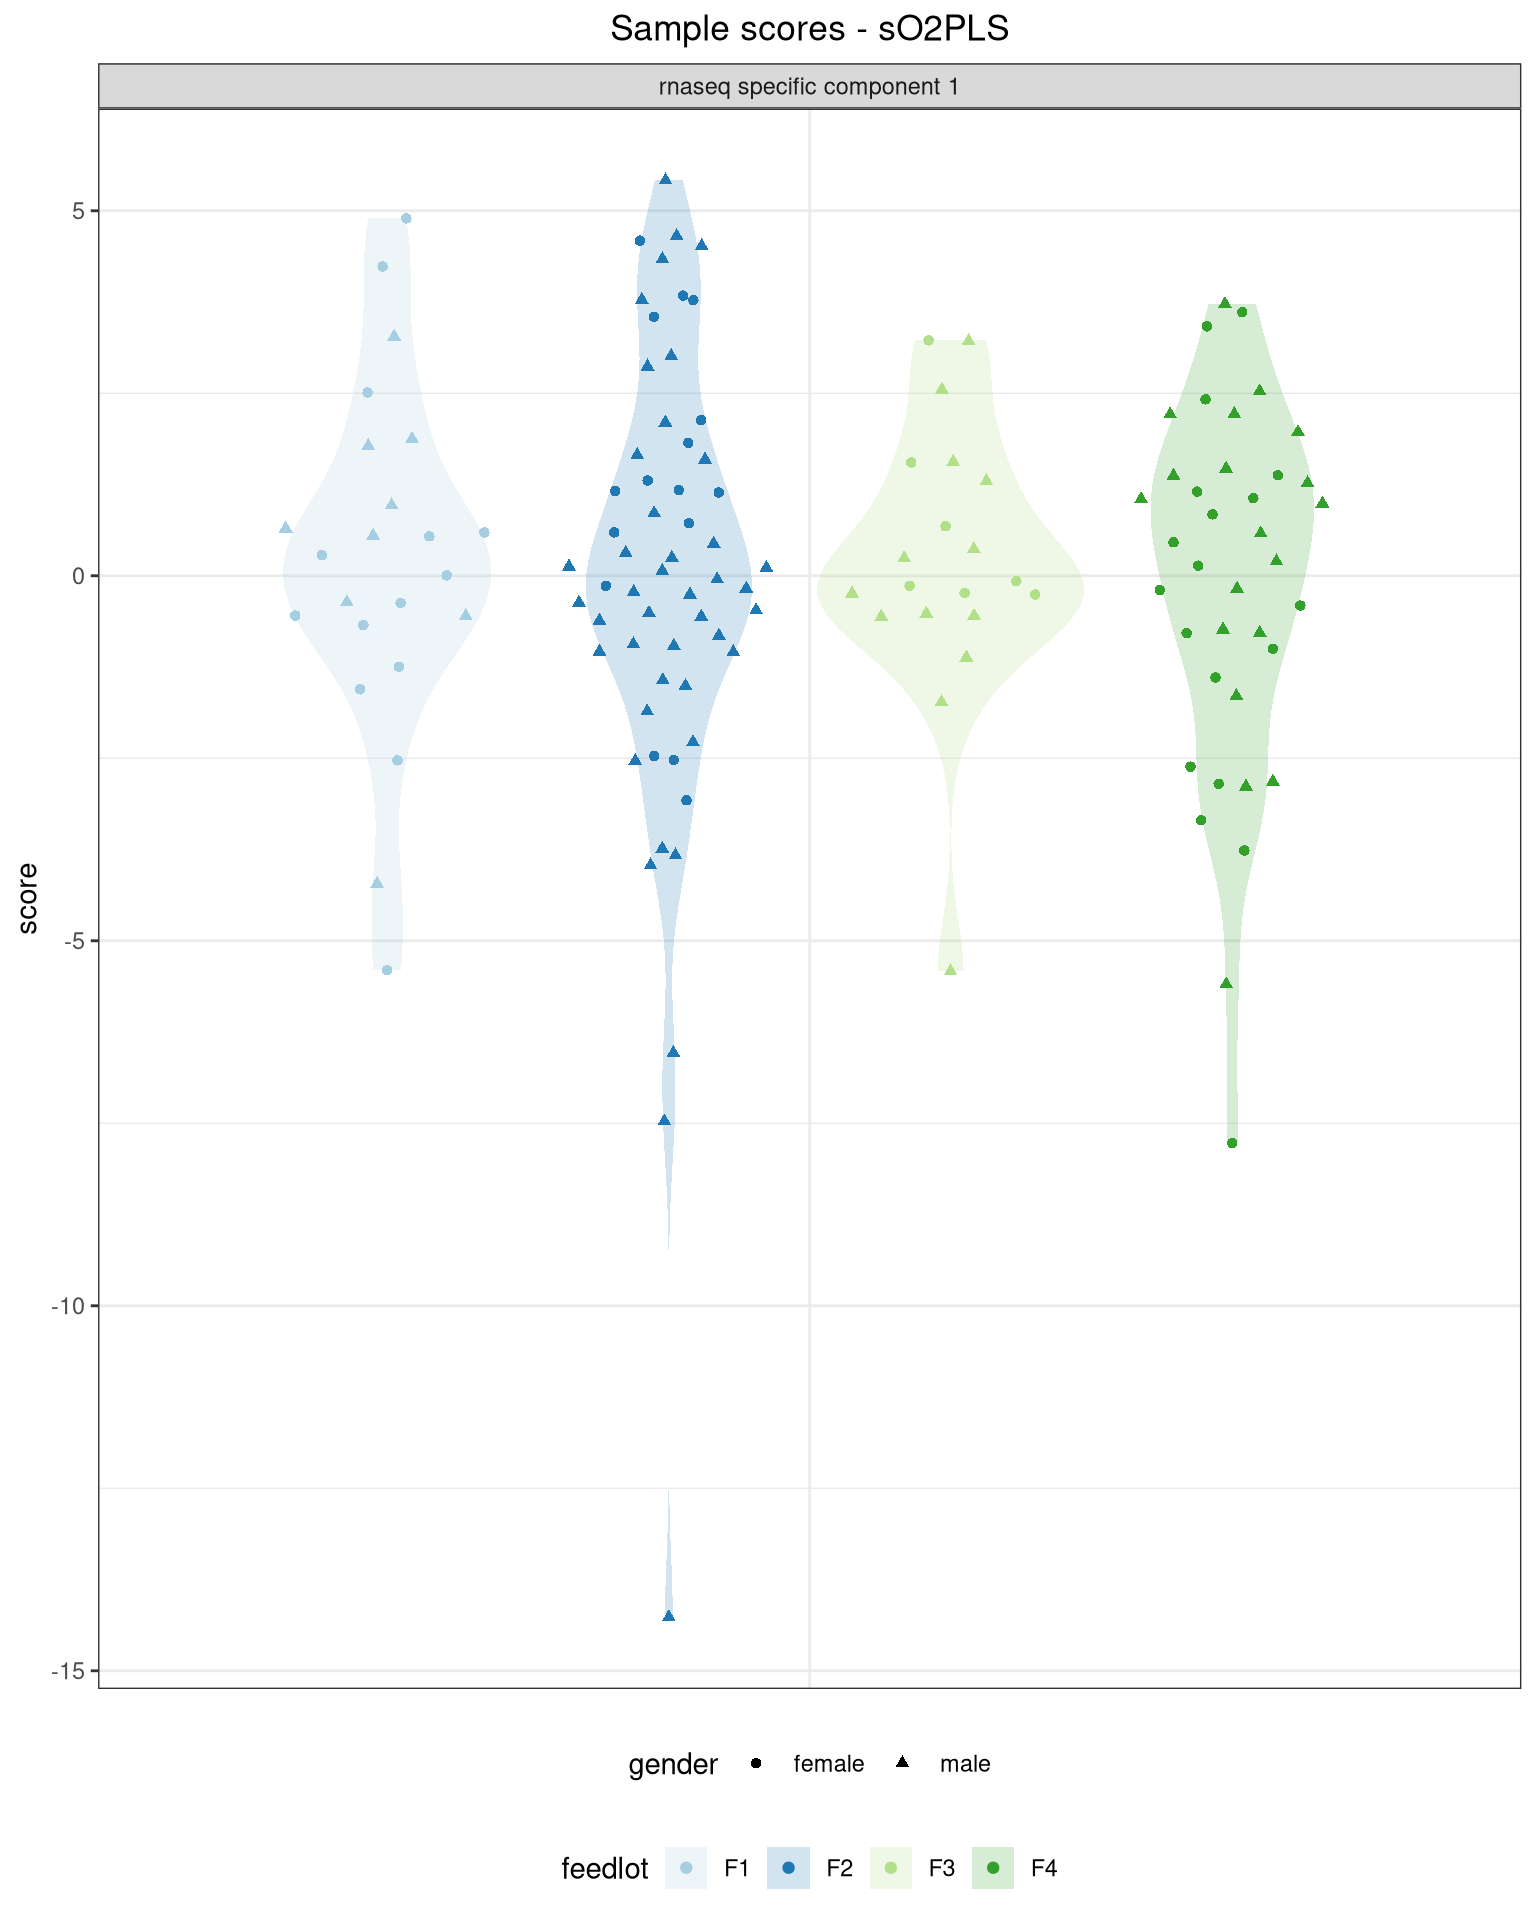 Sample scores - sO2PLS
rnaseq specific component 1
5
0
-5
-10
-15
score
gender female male
feedlot F1 F2 F3 F4